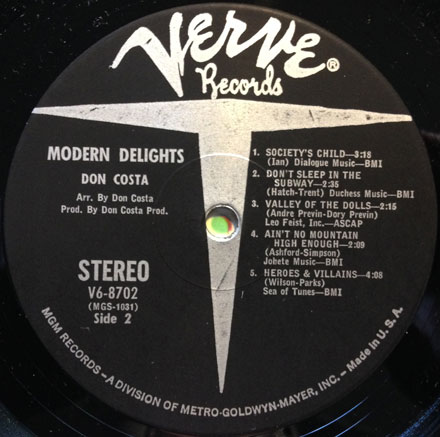 VERVE®
Records
MODERN DELIGHTS
DON COSTA
Arr. By Don Costa
Prod. By Don Costa Prod.
STEREO
V6-8702
(MGS-1031)
Side 2
1. SOCIETY'S CHILD—3:18
(Ian) Dialogue Music—BMI
2. DON'T SLEEP IN THE
SUBWAY—2:35
(Hatch-Trent) Duchess Music—BMI
3. VALLEY OF THE DOLLS—2:15
(Andre Previn-Dory Previn)
Leo Feist, Inc.—ASCAP
4. AIN'T NO MOUNTAIN
HIGH ENOUGH—2:09
(Ashford-Simpson)
Jobete Music—BMI
5. HEROES & VILLAINS—4:08
(Wilson-Parks)
Sea of Tunes—BMI
MGM RECORDS—A DIVISION OF METRO-GOLDWYN-MAYER, INC.—Made in U.S.A.